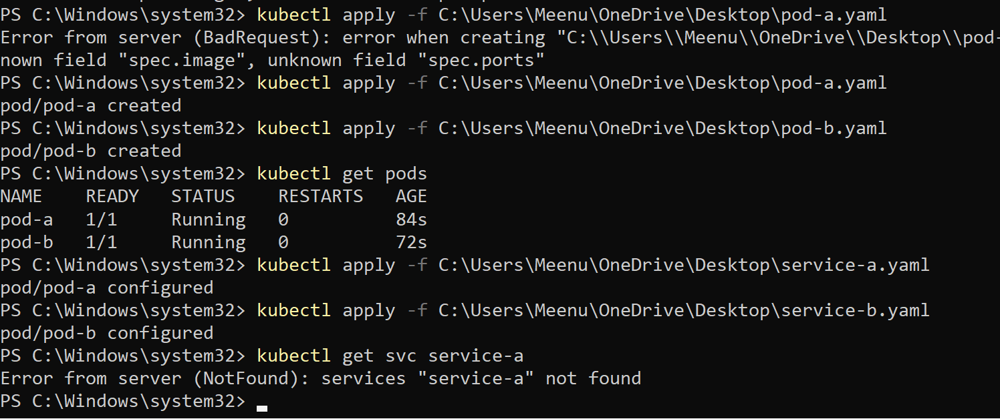 PS C:\Windows\system32> kubectl apply -f C:\Users\Meenu\OneDrive\Desktop\pod-a.yaml
Error from server (BadRequest): error when creating "C:\\Users\\Meenu\\OneDrive\\Desktop\\pod-
nown field "spec.image", unknown field "spec.ports"
PS C:\Windows\system32> kubectl apply -f C:\Users\Meenu\OneDrive\Desktop\pod-a.yaml
pod/pod-a created
PS C:\Windows\system32> kubectl apply -f C:\Users\Meenu\OneDrive\Desktop\pod-b.yaml
pod/pod-b created
PS C:\Windows\system32> kubectl get pods
NAME    READY   STATUS    RESTARTS   AGE
pod-a   1/1     Running   0          84s
pod-b   1/1     Running   0          72s
PS C:\Windows\system32> kubectl apply -f C:\Users\Meenu\OneDrive\Desktop\service-a.yaml
pod/pod-a configured
PS C:\Windows\system32> kubectl apply -f C:\Users\Meenu\OneDrive\Desktop\service-b.yaml
pod/pod-b configured
PS C:\Windows\system32> kubectl get svc service-a
Error from server (NotFound): services "service-a" not found
PS C:\Windows\system32>